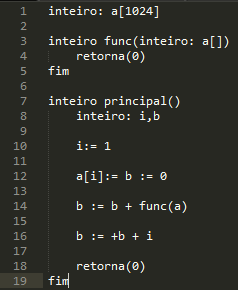 1 inteiro: a[1024]
2
3 inteiro func(inteiro: a[])
4     retorna(0)
5 fim
6
7 inteiro principal()
8     inteiro: i,b
9
10     i:= 1
11
12     a[i]:= b := 0
13
14     b := b + func(a)
15
16     b := +b + i
17
18     retorna(0)
19 fim